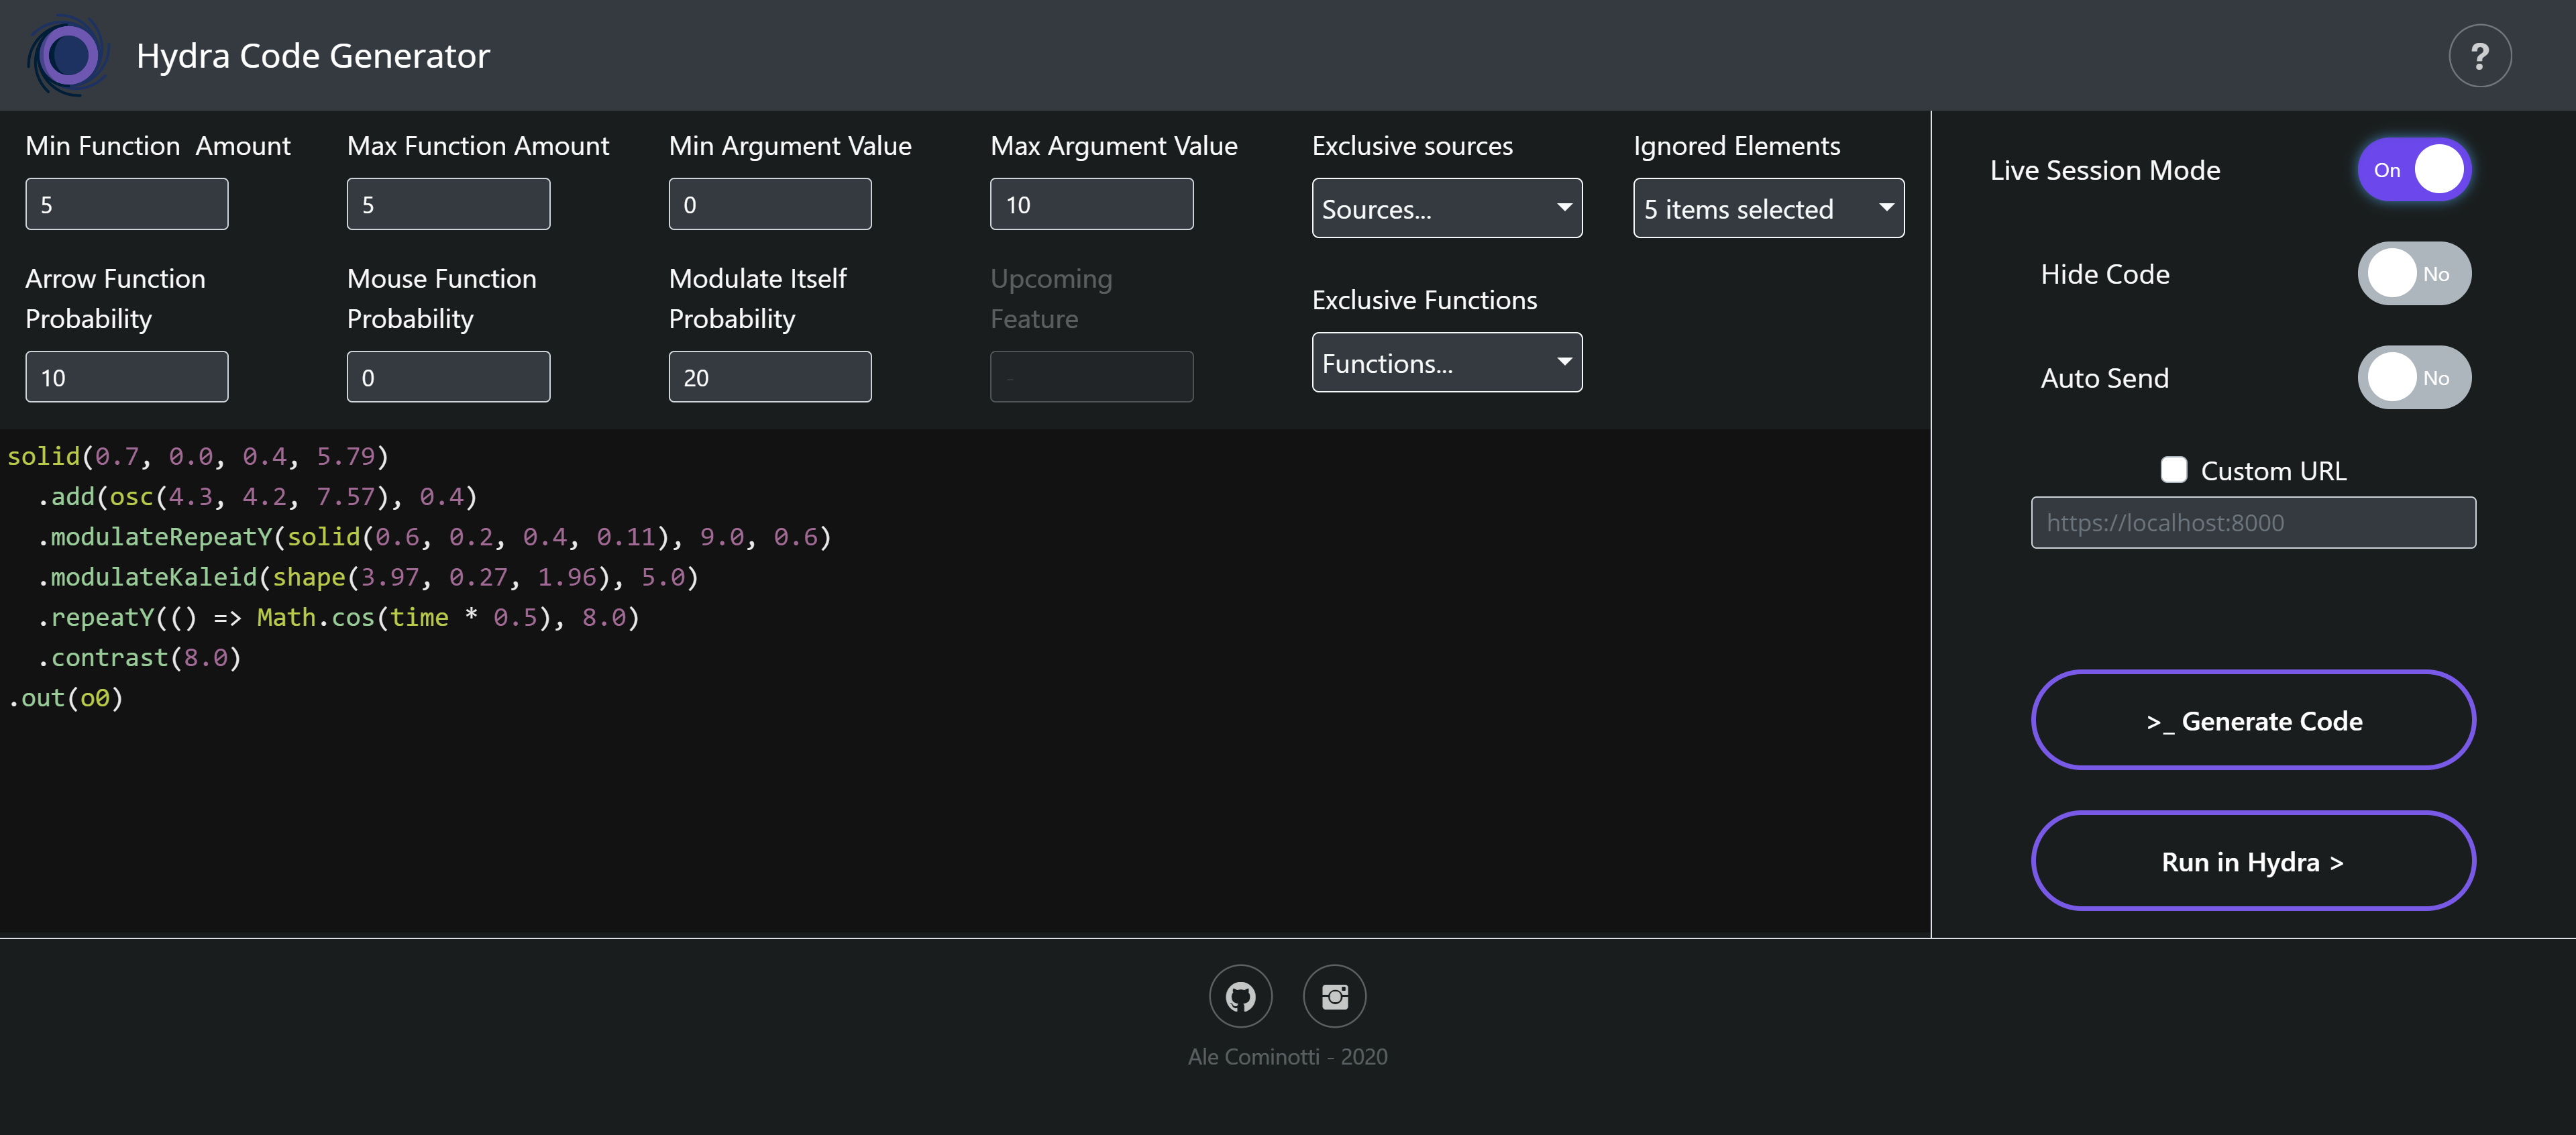 Hydra Code Generator
?
Min Function  Amount
Max Function Amount
Min Argument Value
Max Argument Value
Exclusive sources
Ignored Elements
5
5
0
10
Sources...
5 items selected
Arrow Function
Probability
Mouse Function
Probability
Modulate Itself
Probability
Upcoming
Feature
Exclusive Functions
10
0
20
-
Functions...
Live Session Mode
On
Hide Code
No
Auto Send
No
Custom URL
https://localhost:8000
solid(0.7, 0.0, 0.4, 5.79)
  .add(osc(4.3, 4.2, 7.57), 0.4)
  .modulateRepeatY(solid(0.6, 0.2, 0.4, 0.11), 9.0, 0.6)
  .modulateKaleid(shape(3.97, 0.27, 1.96), 5.0)
  .repeatY(() => Math.cos(time * 0.5), 8.0)
  .contrast(8.0)
.out(o0)
>_ Generate Code
Run in Hydra >
Ale Cominotti - 2020